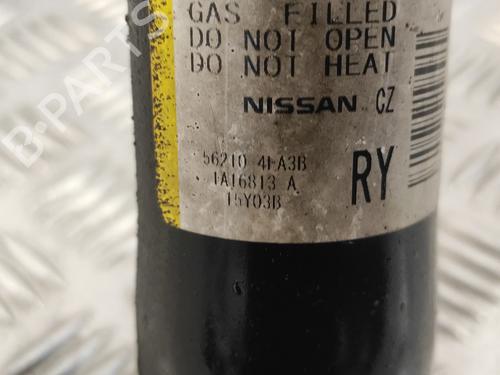 GAS FILLED
DO NOT OPEN
DO NOT HEAT
NISSAN CZ
56210 4EA3B
1A16813 A
15Y03B
RY
B-PARTS